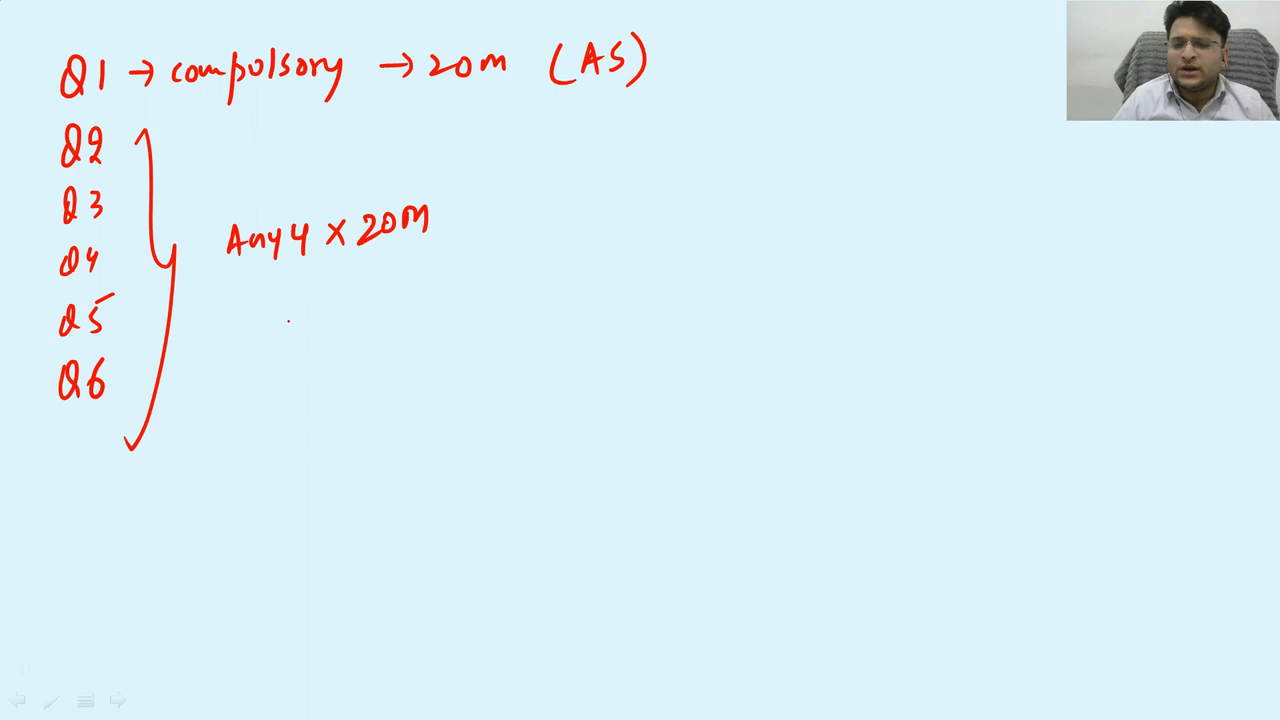 Q1 → compulsory → 20m (AS)
Q2
Q3
Any 4 × 20M
Q4
Q5
Q6